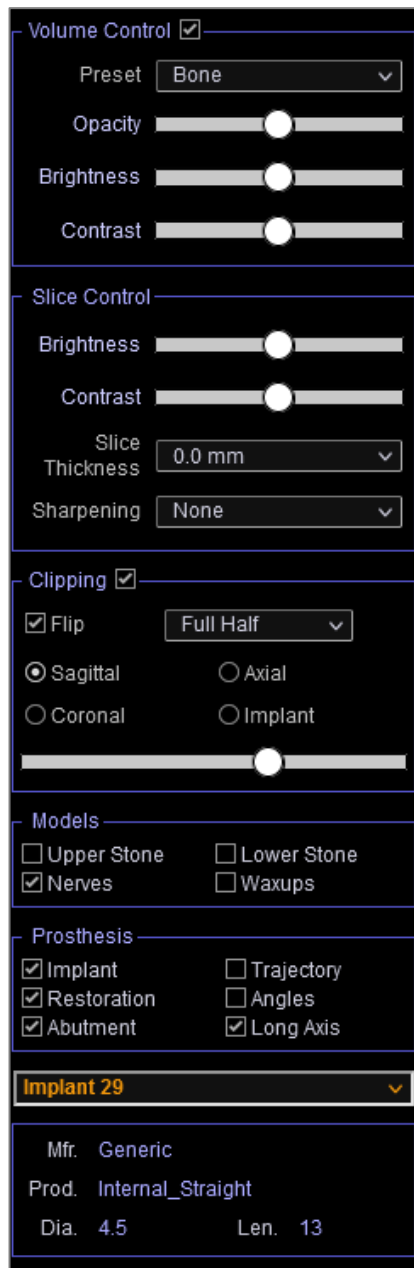 Volume Control
Preset Bone
Opacity
Brightness
Contrast
Slice Control
Brightness
Contrast
Slice
Thickness 0.0 mm
Sharpening None
Clipping
Flip Full Half
Sagittal Axial
Coronal Implant
Models
Upper Stone Lower Stone
Nerves Waxups
Prosthesis
Implant Trajectory
Restoration Angles
Abutment Long Axis
Implant 29
Mfr. Generic
Prod. Internal_Straight
Dia. 4.5 Len. 13